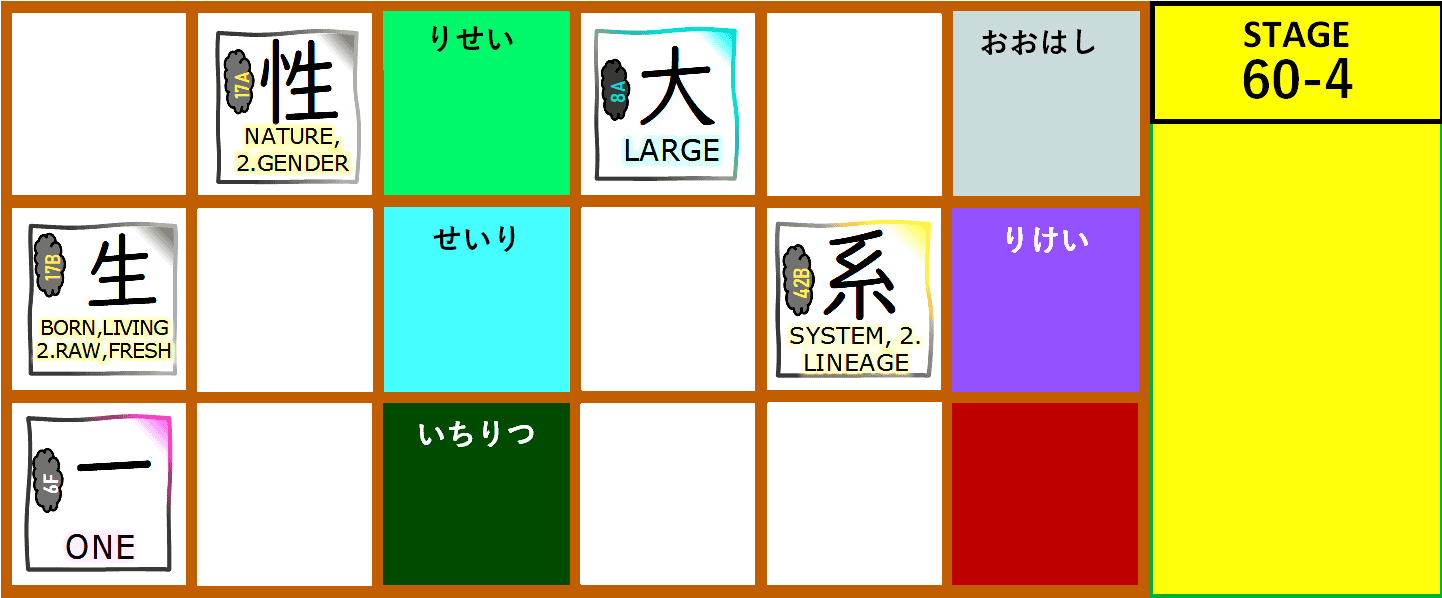 17A
性
NATURE,
2.GENDER
りせい
8A
大
LARGE
おおはし
STAGE
60-4
17B
生
BORN,LIVING
2.RAW,FRESH
せいり
42B
系
SYSTEM, 2.
LINEAGE
りけい
6F
一
ONE
いちりつ